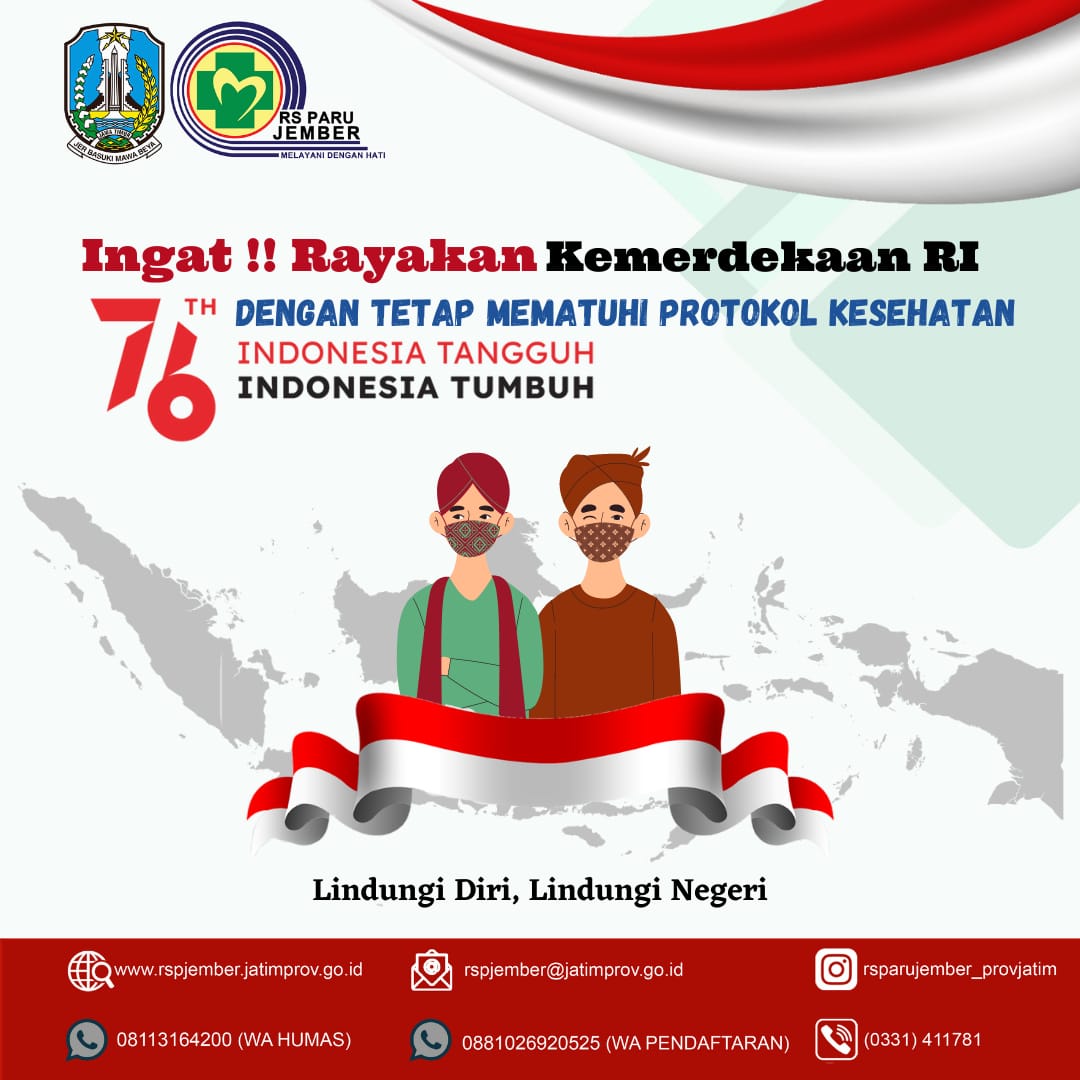 JAWA TIMUR
JER BASUKI MAWA BEYA
RS PARU
JEMBER
MELAYANI DENGAN HATI
Ingat !! Rayakan Kemerdekaan RI
76 TH DENGAN TETAP MEMATUHI PROTOKOL KESEHATAN
INDONESIA TANGGUH
INDONESIA TUMBUH
Lindungi Diri, Lindungi Negeri
www.rspjember.jatimprov.go.id rspjember@jatimprov.go.id rsparujember_provjatim
08113164200 (WA HUMAS) 0881026920525 (WA PENDAFTARAN) (0331) 411781